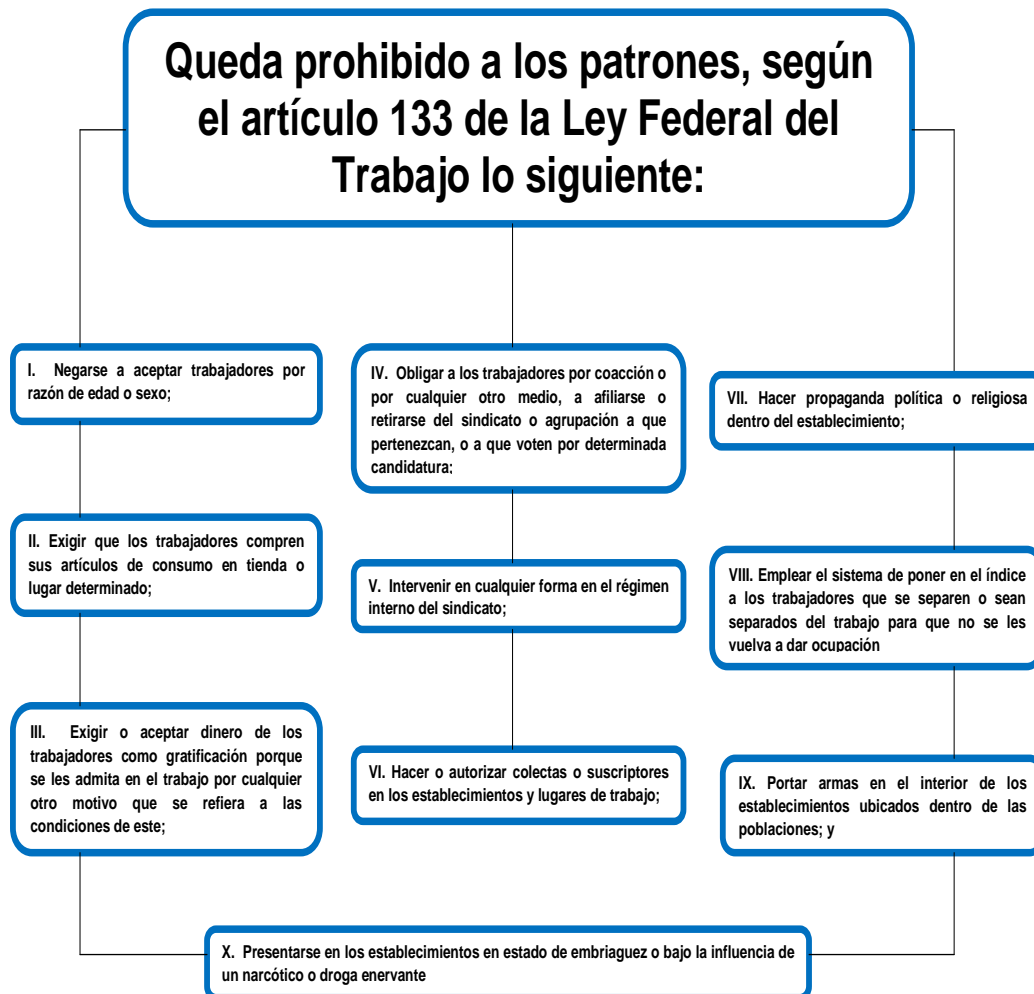 Queda prohibido a los patrones, según
el artículo 133 de la Ley Federal del
Trabajo lo siguiente:
I. Negarse a aceptar trabajadores por
razón de edad o sexo;
II. Exigir que los trabajadores compren
sus artículos de consumo en tienda o
lugar determinado;
III. Exigir o aceptar dinero de los
trabajadores como gratificación porque
se les admita en el trabajo por cualquier
otro motivo que se refiera a las
condiciones de este;
IV. Obligar a los trabajadores por coacción o
por cualquier otro medio, a afiliarse o
retirarse del sindicato o agrupación a que
pertenezcan, o a que voten por determinada
candidatura;
V. Intervenir en cualquier forma en el régimen
interno del sindicato;
VI. Hacer o autorizar colectas o suscriptores
en los establecimientos y lugares de trabajo;
VII. Hacer propaganda política o religiosa
dentro del establecimiento;
VIII. Emplear el sistema de poner en el índice
a los trabajadores que se separen o sean
separados del trabajo para que no se les
vuelva a dar ocupación
IX. Portar armas en el interior de los
establecimientos ubicados dentro de las
poblaciones; y
X. Presentarse en los establecimientos en estado de embriaguez o bajo la influencia de
un narcótico o droga enervante